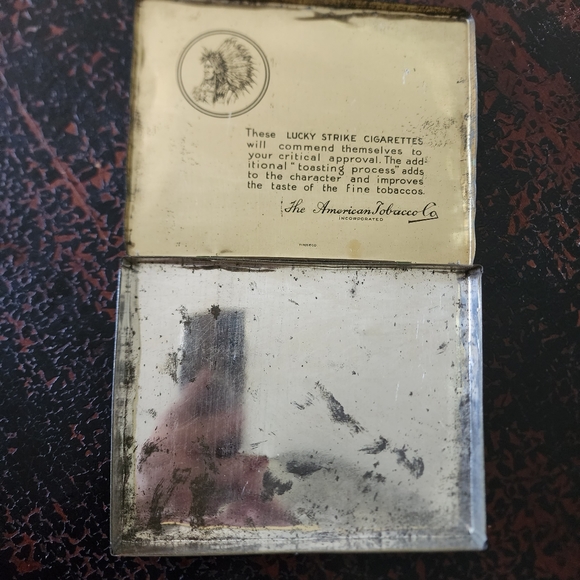 These LUCKY STRIKE CIGARETTES
will commend themselves to
your critical approval. The add-
itional "toasting process" adds
to the character and improves
the taste of the fine tobaccos.
The American Tobacco Co.
INCORPORATED